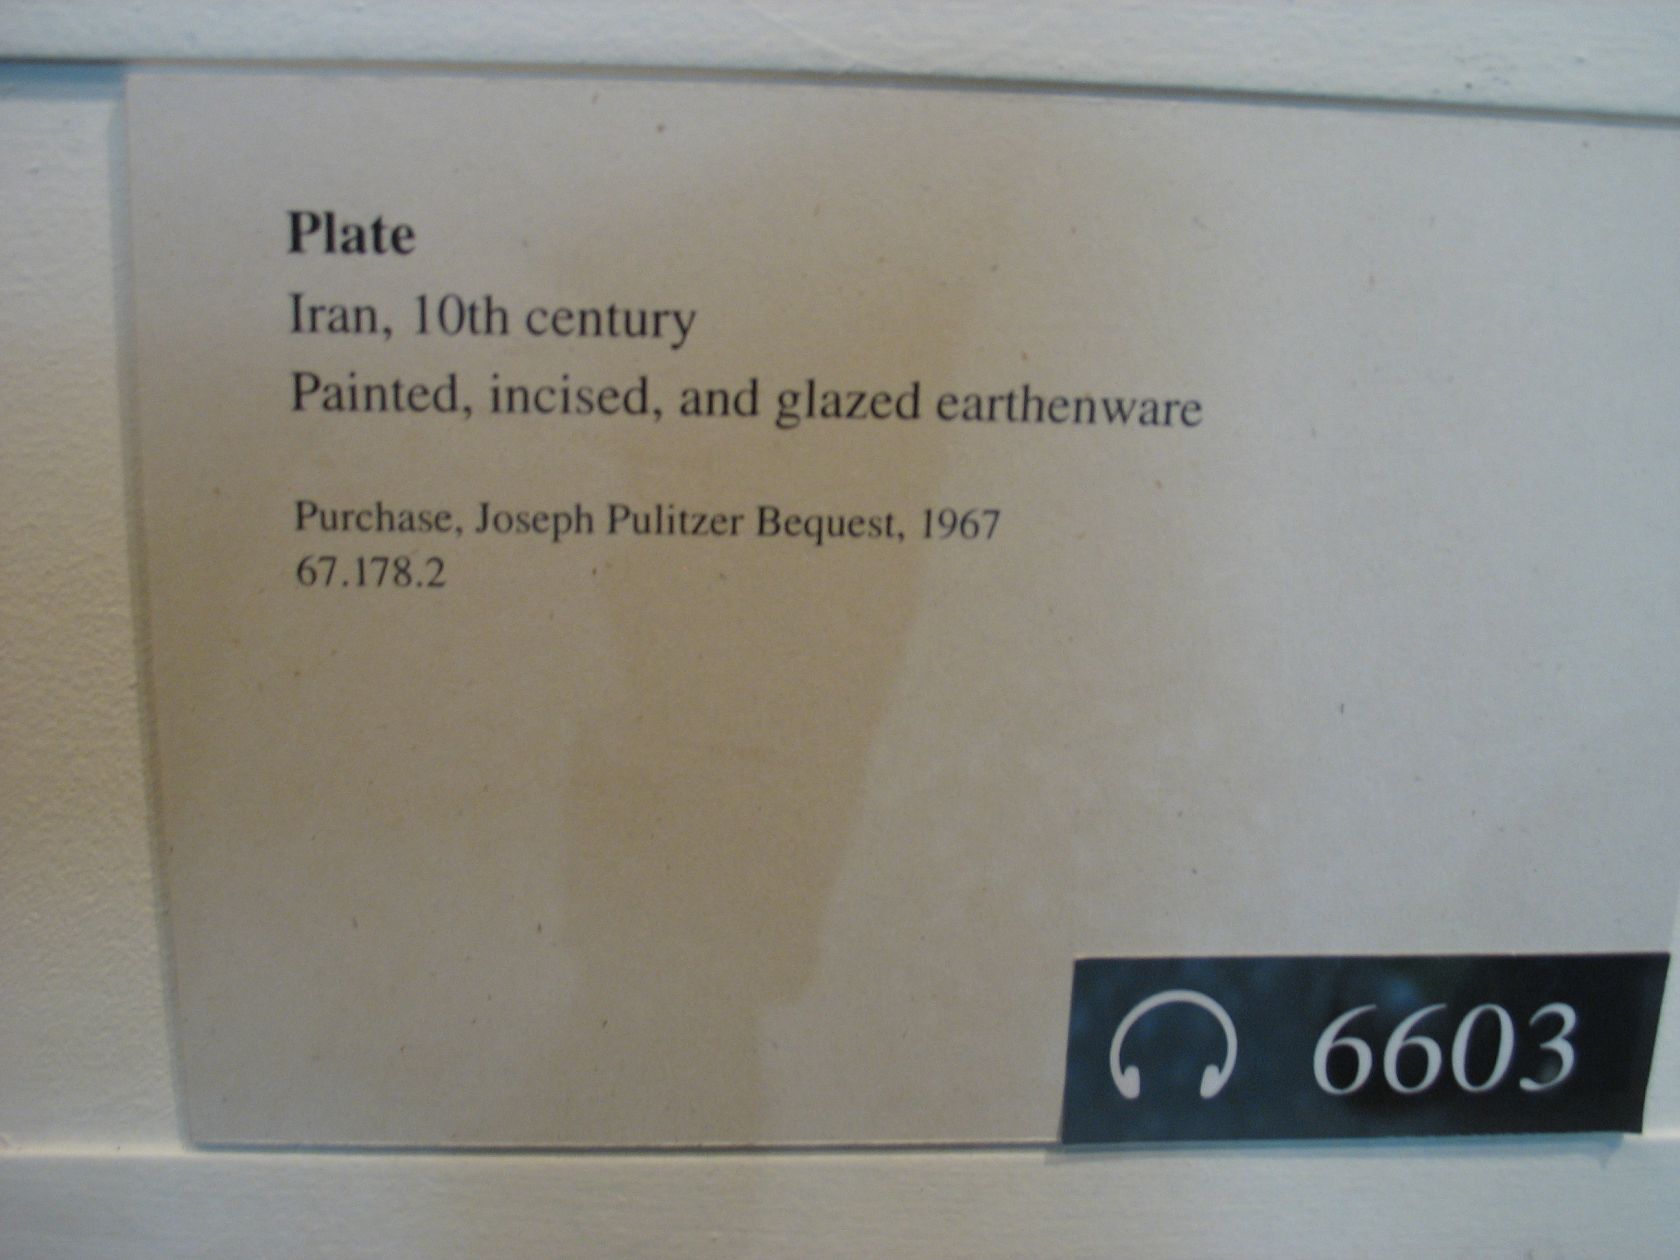 Plate
Iran, 10th century
Painted, incised, and glazed earthenware
Purchase, Joseph Pulitzer Bequest, 1967
67.178.2
6603